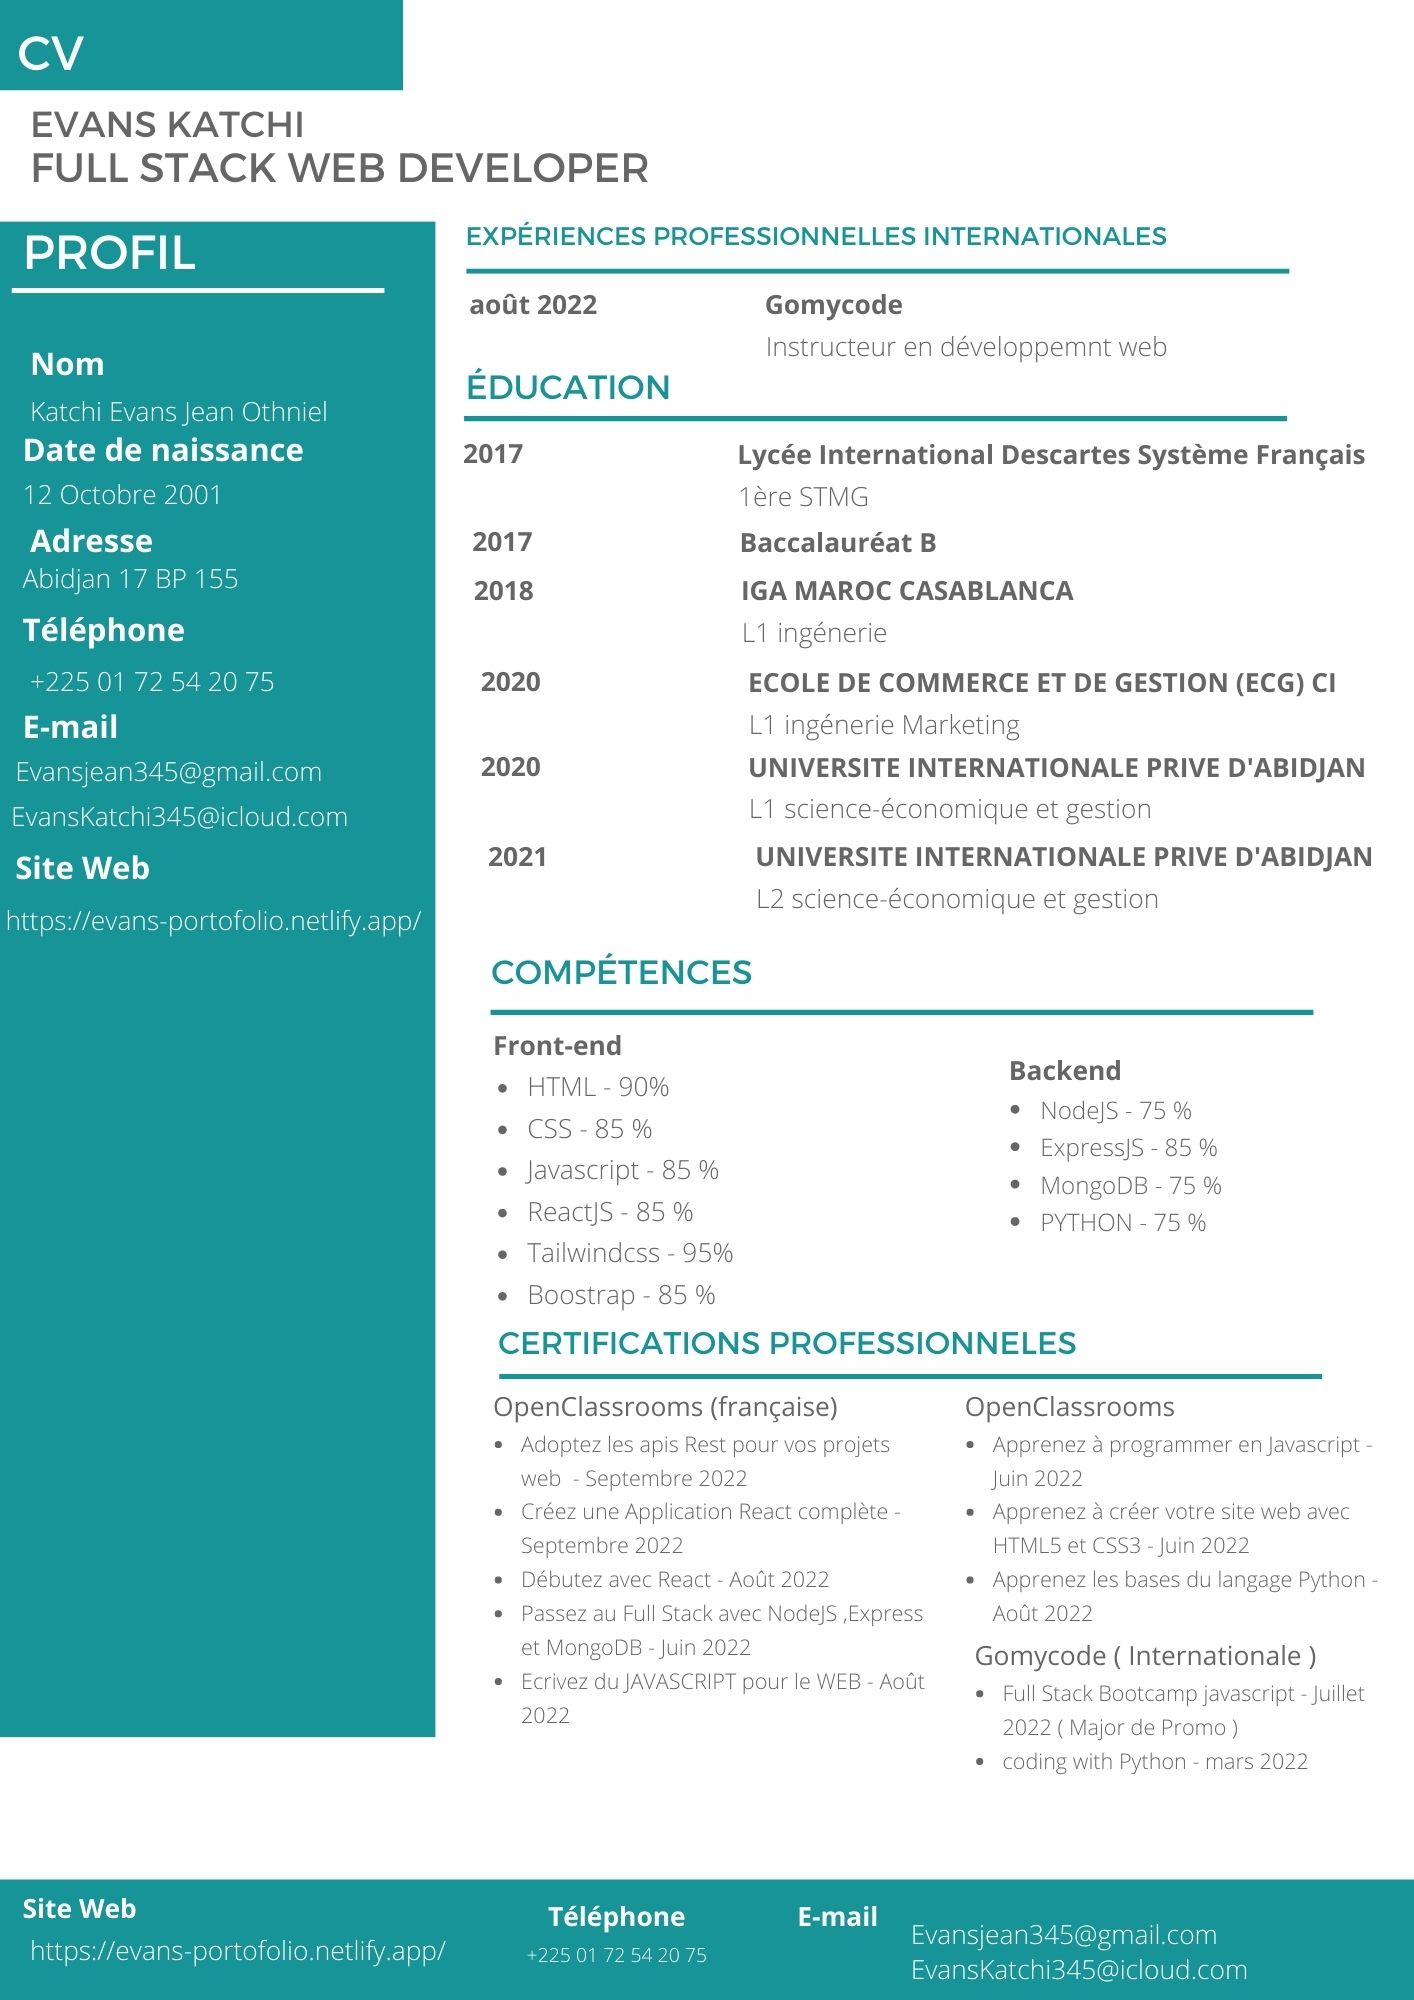 CV
EVANS KATCHI
FULL STACK WEB DEVELOPER
PROFIL
Nom
Katchi Evans Jean Othniel
Date de naissance
12 Octobre 2001
Adresse
Abidjan 17 BP 155
Téléphone
+225 01 72 54 20 75
E-mail
Evansjean345@gmail.com
EvansKatchi345@icloud.com
Site Web
https://evans-portofolio.netlify.app/
EXPÉRIENCES PROFESSIONNELLES INTERNATIONALES
août 2022 Gomycode
Instructeur en développemnt web
ÉDUCATION
2017 Lycée International Descartes Système Français
1ère STMG
2017 Baccalauréat B
2018 IGA MAROC CASABLANCA
L1 ingénerie
2020 ECOLE DE COMMERCE ET DE GESTION (ECG) CI
L1 ingénerie Marketing
2020 UNIVERSITE INTERNATIONALE PRIVE D'ABIDJAN
L1 science-économique et gestion
2021 UNIVERSITE INTERNATIONALE PRIVE D'ABIDJAN
L2 science-économique et gestion
COMPÉTENCES
Front-end
• HTML - 90%
• CSS - 85 %
• Javascript - 85 %
• ReactJS - 85 %
• Tailwindcss - 95%
• Boostrap - 85 %
Backend
• NodeJS - 75 %
• ExpressJS - 85 %
• MongoDB - 75 %
• PYTHON - 75 %
CERTIFICATIONS PROFESSIONNELES
OpenClassrooms (française)
• Adoptez les apis Rest pour vos projets
web - Septembre 2022
• Créez une Application React complète -
Septembre 2022
• Débutez avec React - Août 2022
• Passez au Full Stack avec NodeJS ,Express
et MongoDB - Juin 2022
• Ecrivez du JAVASCRIPT pour le WEB - Août
2022
OpenClassrooms
• Apprenez à programmer en Javascript -
Juin 2022
• Apprenez à créer votre site web avec
HTML5 et CSS3 - Juin 2022
• Apprenez les bases du langage Python -
Août 2022
Gomycode ( Internationale )
• Full Stack Bootcamp javascript - Juillet
2022 ( Major de Promo )
• coding with Python - mars 2022
Site Web
https://evans-portofolio.netlify.app/
Téléphone
+225 01 72 54 20 75
E-mail
Evansjean345@gmail.com
EvansKatchi345@icloud.com